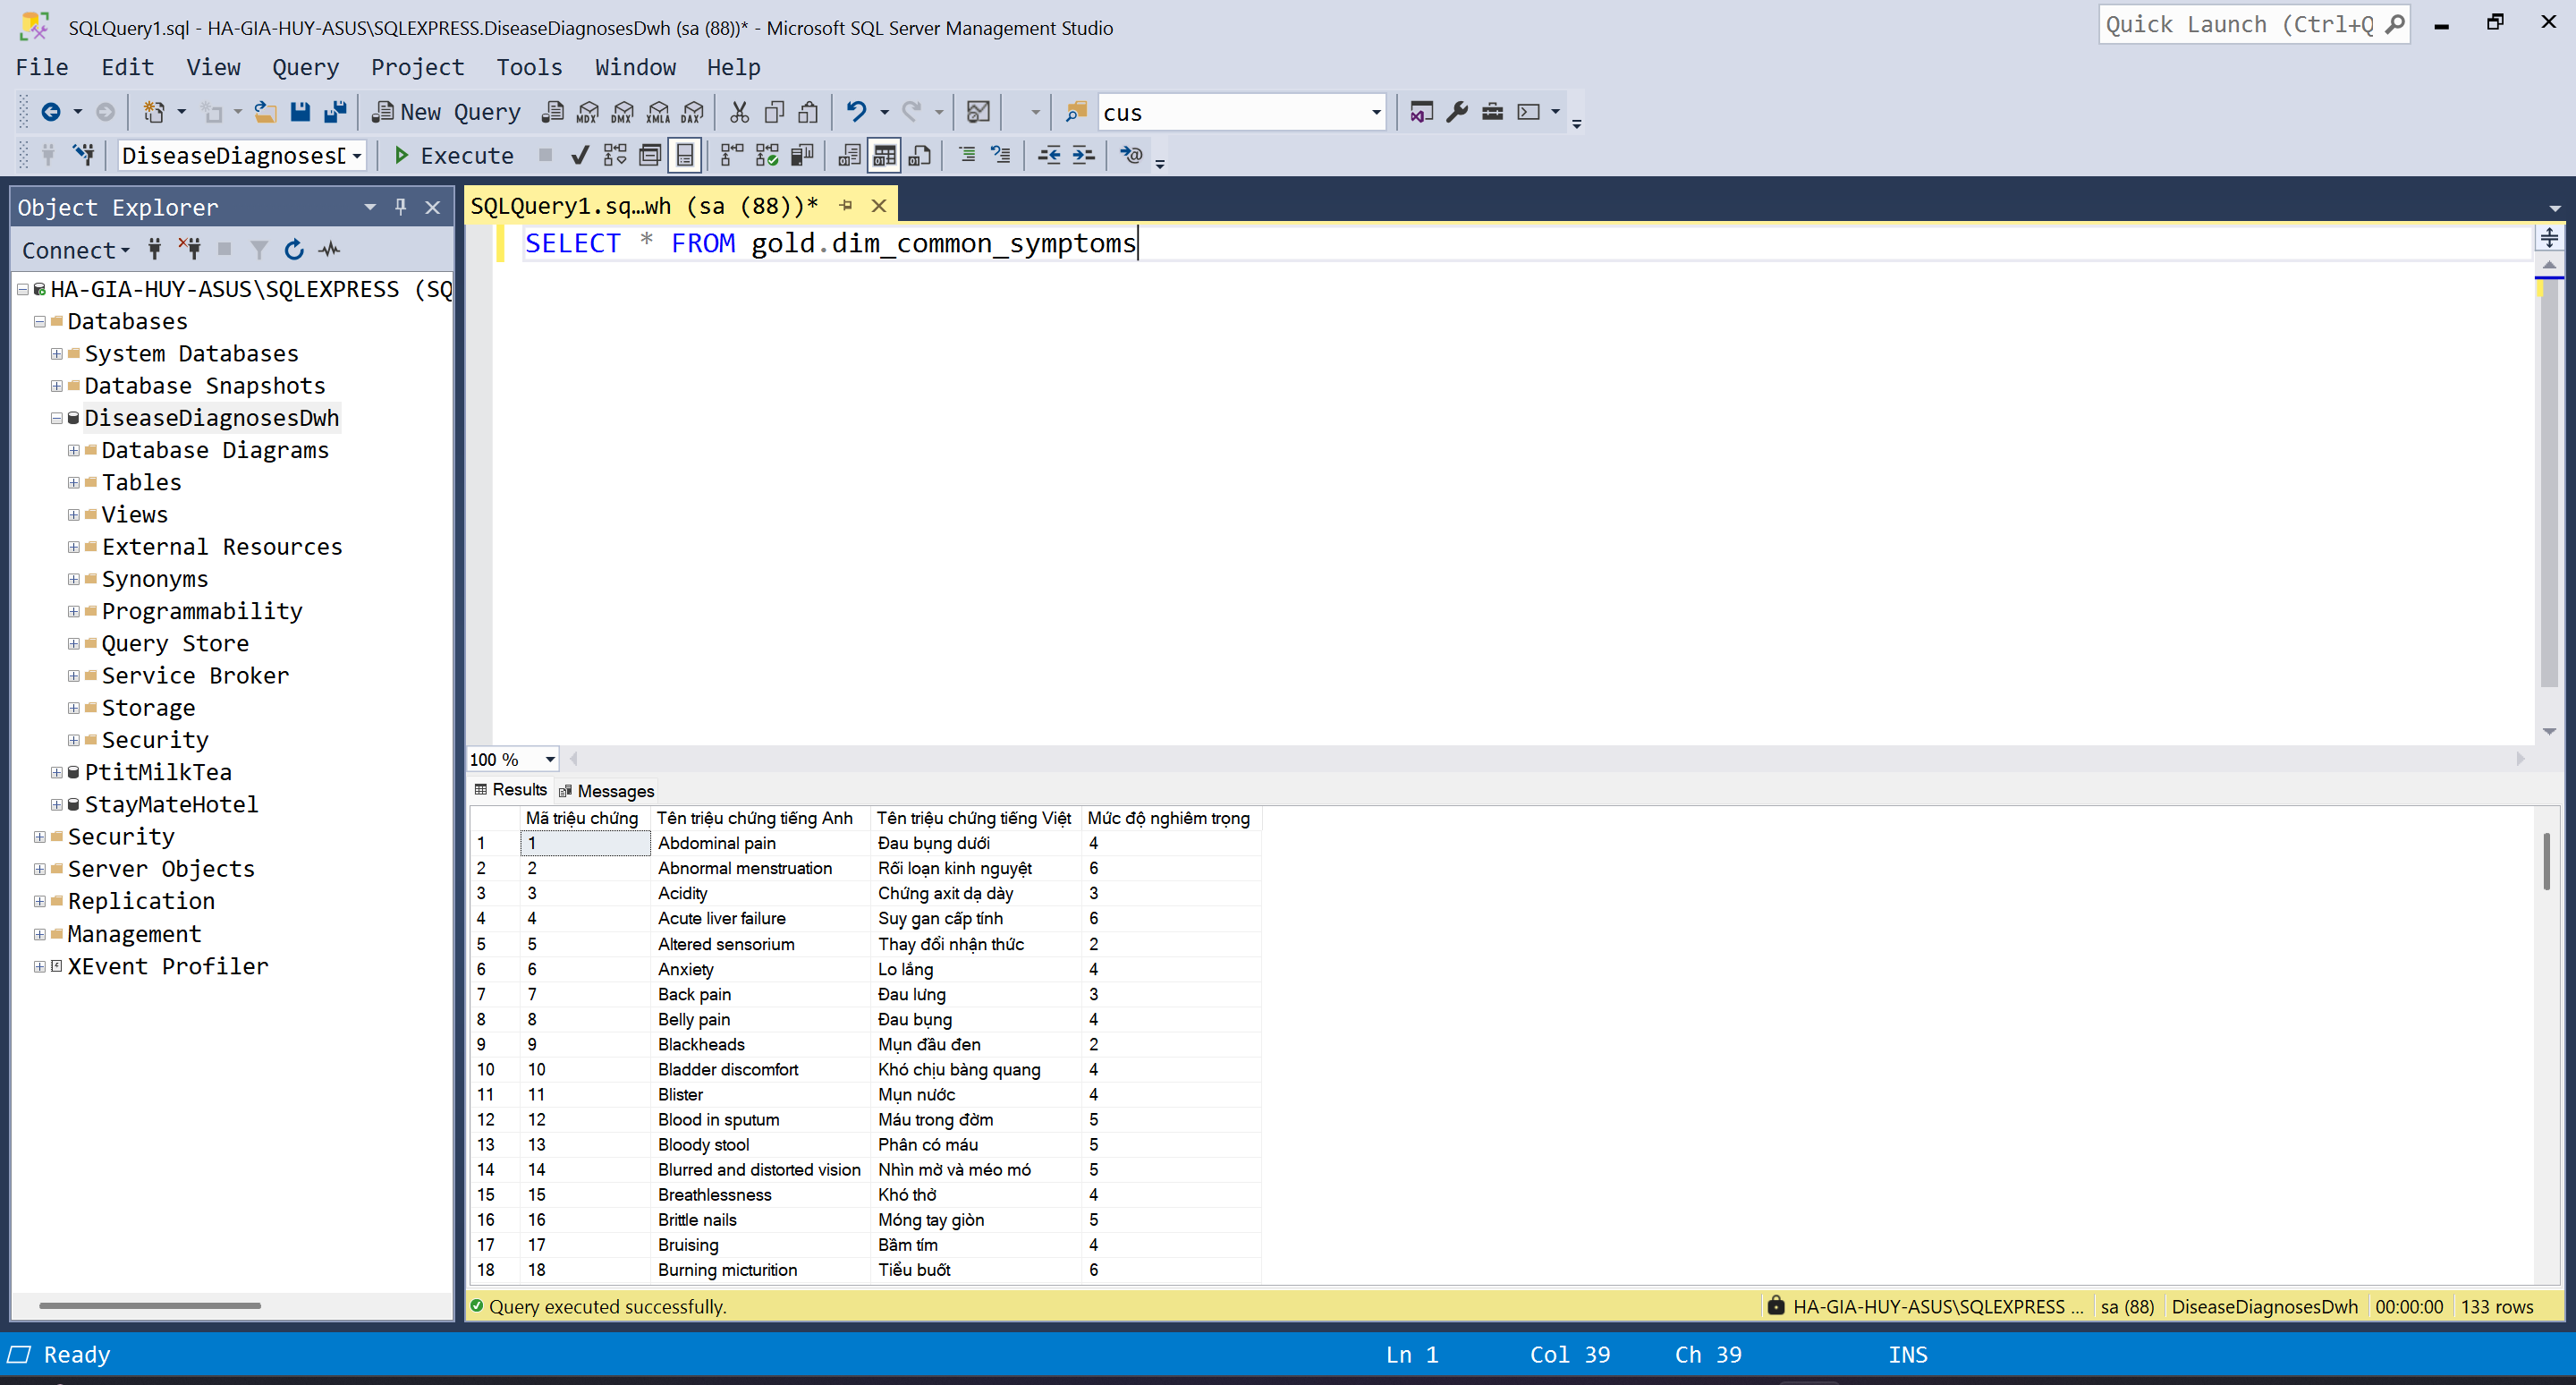 SQLQuery1.sql - HA-GIA-HUY-ASUS\SQLEXPRESS.DiseaseDiagnosesDwh (sa (88))* - Microsoft SQL Server Management Studio
Quick Launch (Ctrl+Q
File Edit View Query Project Tools Window Help
New Query MDX DMX XMLA DAX cus
DiseaseDiagnosesD Execute
Object Explorer
Connect
HA-GIA-HUY-ASUS\SQLEXPRESS (SQ
Databases
System Databases
Database Snapshots
DiseaseDiagnosesDwh
Database Diagrams
Tables
Views
External Resources
Synonyms
Programmability
Query Store
Service Broker
Storage
Security
PtitMilkTea
StayMateHotel
Security
Server Objects
Replication
Management
XEvent Profiler
SQLQuery1.sq...wh (sa (88))*
SELECT * FROM gold.dim_common_symptoms
100 %
Results Messages
Mã triệu chứng Tên triệu chứng tiếng Anh Tên triệu chứng tiếng Việt Mức độ nghiêm trọng
1 1 Abdominal pain Đau bụng dưới 4
2 2 Abnormal menstruation Rối loạn kinh nguyệt 6
3 3 Acidity Chứng axit dạ dày 3
4 4 Acute liver failure Suy gan cấp tính 6
5 5 Altered sensorium Thay đổi nhận thức 2
6 6 Anxiety Lo lắng 4
7 7 Back pain Đau lưng 3
8 8 Belly pain Đau bụng 4
9 9 Blackheads Mụn đầu đen 2
10 10 Bladder discomfort Khó chịu bàng quang 4
11 11 Blister Mụn nước 4
12 12 Blood in sputum Máu trong đờm 5
13 13 Bloody stool Phân có máu 5
14 14 Blurred and distorted vision Nhìn mờ và méo mó 5
15 15 Breathlessness Khó thở 4
16 16 Brittle nails Móng tay giòn 5
17 17 Bruising Bầm tím 4
18 18 Burning micturition Tiểu buốt 6
Query executed successfully. HA-GIA-HUY-ASUS\SQLEXPRESS ... sa (88) DiseaseDiagnosesDwh 00:00:00 133 rows
Ready Ln 1 Col 39 Ch 39 INS